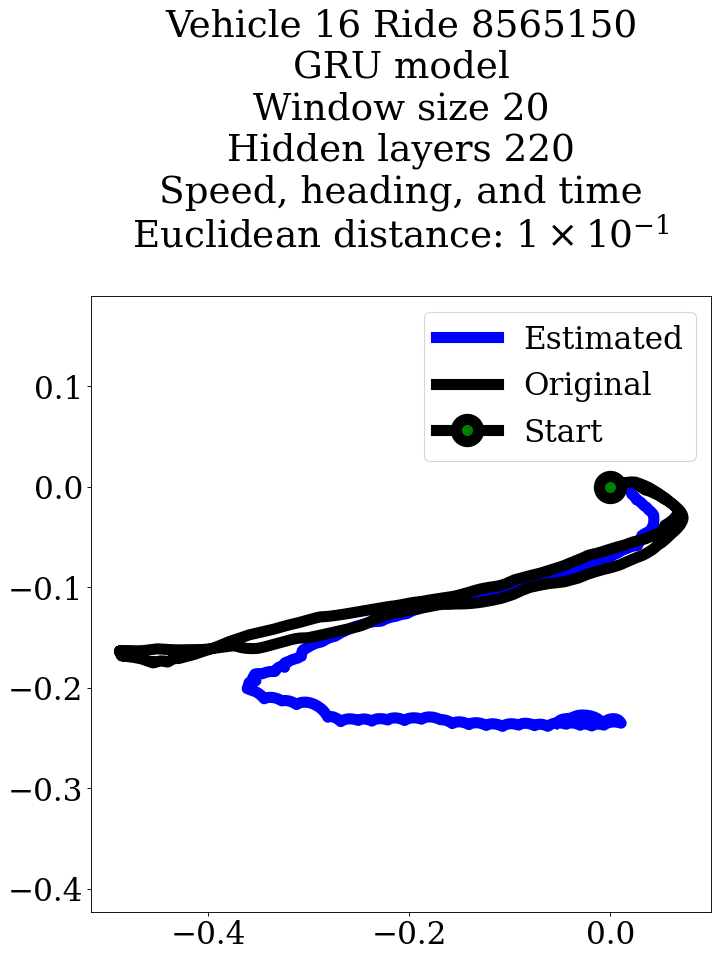 Vehicle 16 Ride 8565150
GRU model
Window size 20
Hidden layers 220
Speed, heading, and time
Euclidean distance: 1 × 10⁻¹
Estimated
Original
Start
0.1
0.0
−0.1
−0.2
−0.3
−0.4
−0.4 −0.2 0.0